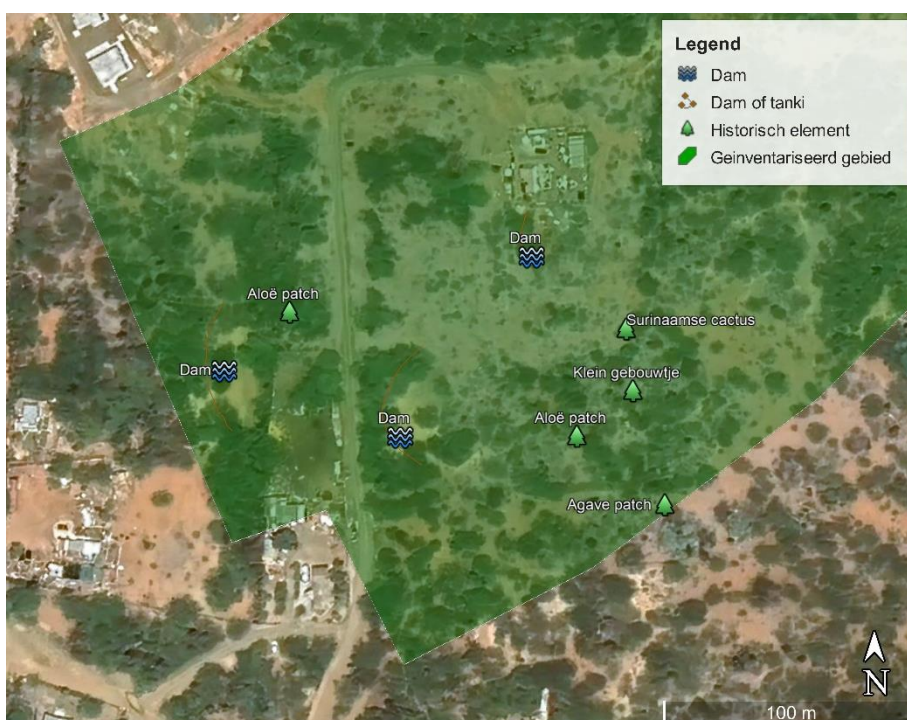 Legend
Dam
Dam of tanki
Historisch element
Geinventariseerd gebied
Dam
Aloë patch
Surinaamse cactus
Dam
Klein gebouwtje
Dam
Aloë patch
Agave patch
N
100 m